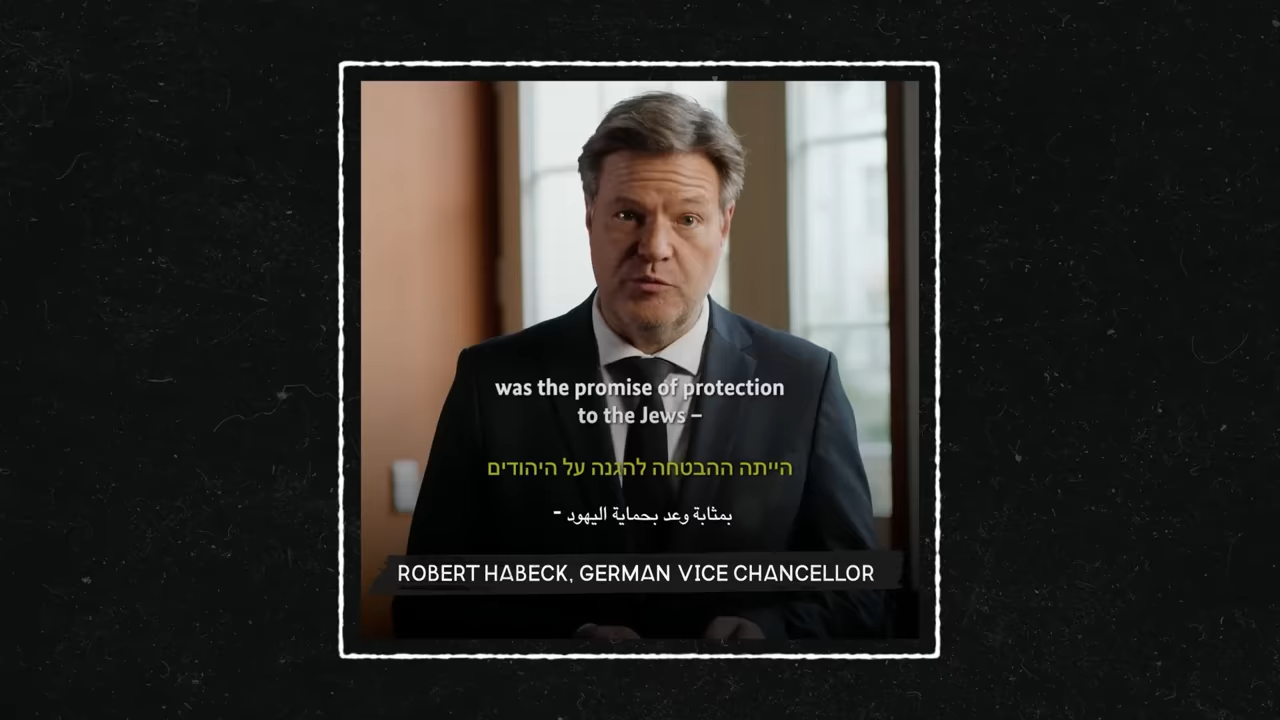 was the promise of protection
to the Jews –
הייתה ההבטחה להגנה על היהודים
بمثابة وعد بحماية اليهود -
ROBERT HABECK, GERMAN VICE CHANCELLOR